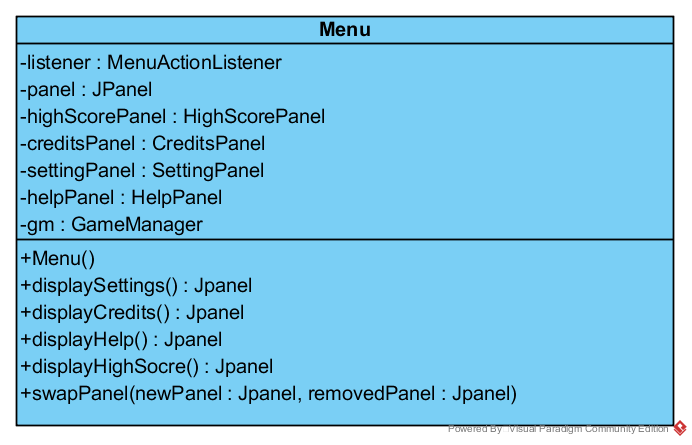 Menu
-listener : MenuActionListener
-panel : JPanel
-highScorePanel : HighScorePanel
-creditsPanel : CreditsPanel
-settingPanel : SettingPanel
-helpPanel : HelpPanel
-gm : GameManager
+Menu()
+displaySettings() : Jpanel
+displayCredits() : Jpanel
+displayHelp() : Jpanel
+displayHighSocre() : Jpanel
+swapPanel(newPanel : Jpanel, removedPanel : Jpanel)
Powered By Visual Paradigm Community Edition